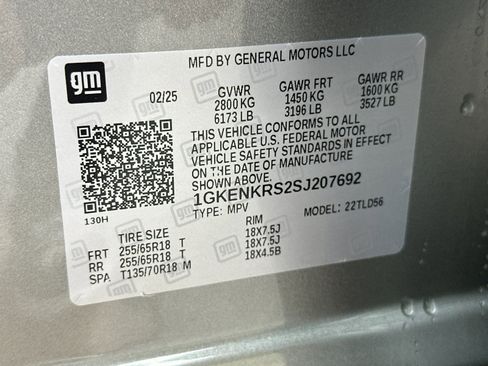 gm
MFD BY GENERAL MOTORS LLC
02/25 GVWR GAWR FRT GAWR RR
2800 KG 1450 KG 1600 KG
6173 LB 3196 LB 3527 LB
THIS VEHICLE CONFORMS TO ALL
APPLICABLE U.S. FEDERAL MOTOR
VEHICLE SAFETY STANDARDS IN EFFECT
ON THE DATE OF MANUFACTURE
SHOWN ABOVE.
1GKENKRS2SJ207692
130H TYPE: MPV MODEL: 22TLD56
TIRE SIZE RIM
FRT 255/65R18 T 18X7.5J
RR 255/65R18 T 18X7.5J
SPA T135/70R18 M 18X4.5B